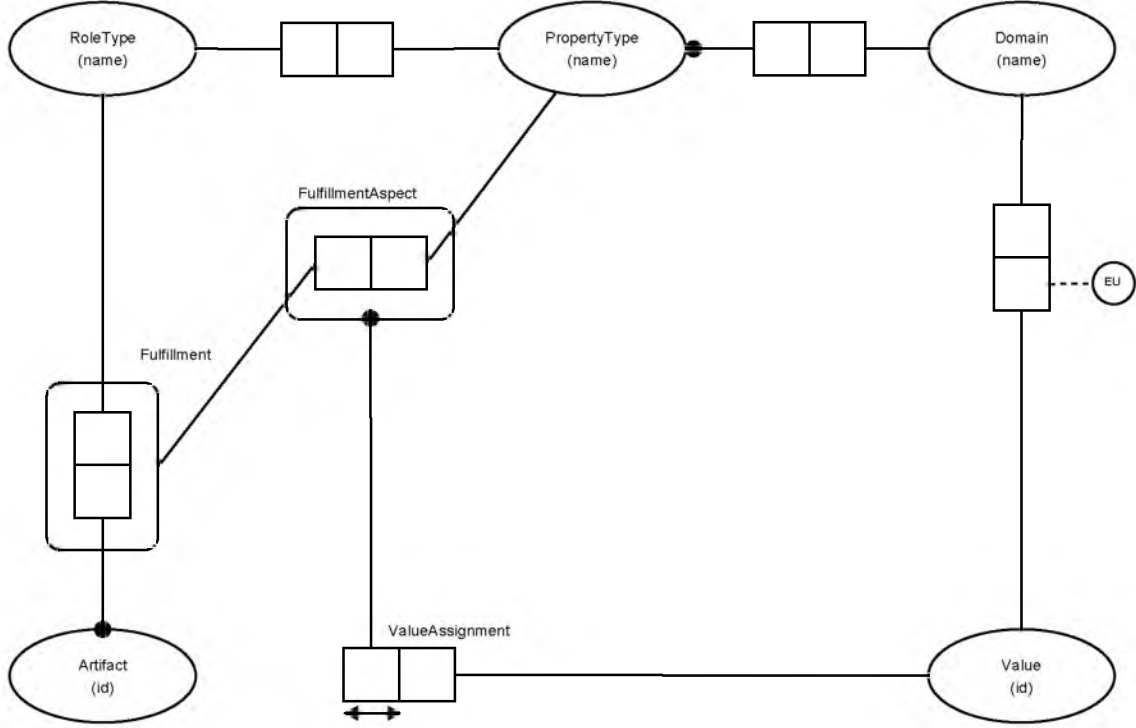 RoleType
(name)
PropertyType
(name)
Domain
(name)
FulfillmentAspect
EU
Fulfillment
ValueAssignment
Artifact
(id)
Value
(id)